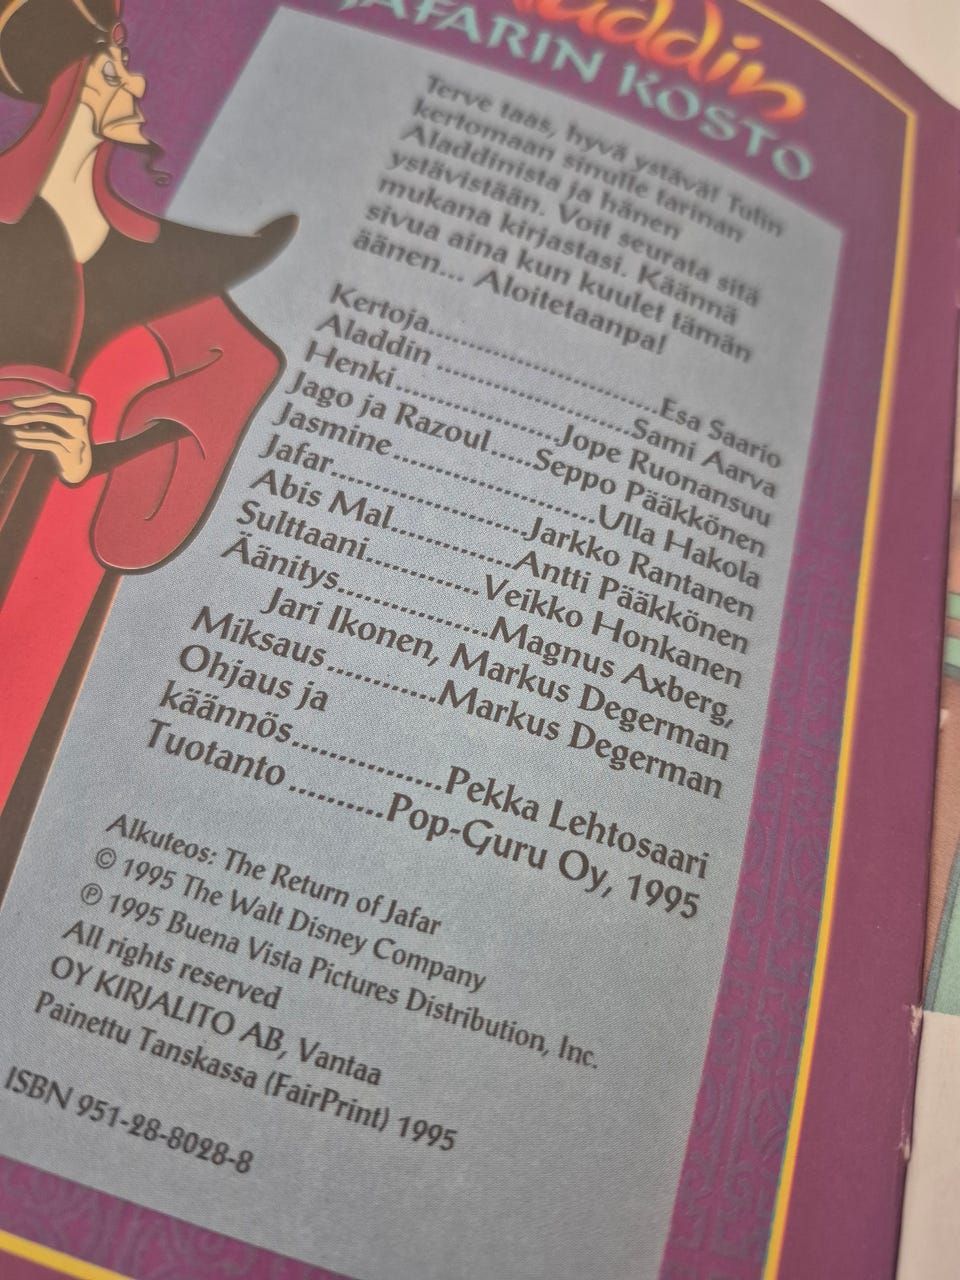 Aladdin
JAFARIN KOSTO
Terve taas, hyvä ystävä! Tulin
kertomaan sinulle tarinan
Aladdinista ja hänen
ystävistään. Voit seurata sitä
mukana kirjastasi. Käännä
sivua aina kun kuulet tämän
äänen... Aloitetaanpa!
Kertoja..............................Esa Saario
Aladdin .........................Sami Aarva
Henki....................Jope Ruonansuu
Jago ja Razoul......Seppo Pääkkönen
Jasmine..........................Ulla Hakola
Jafar.........................Jarkko Rantanen
Abis Mal...............Antti Pääkkönen
Sulttaani..............Veikko Honkanen
Äänitys...................Magnus Axberg,
Jari Ikonen, Markus Degerman
Miksaus..............Markus Degerman
Ohjaus ja
käännös..................Pekka Lehtosaari
Tuotanto ..........Pop-Guru Oy, 1995
Alkuteos: The Return of Jafar
© 1995 The Walt Disney Company
℗ 1995 Buena Vista Pictures Distribution, Inc.
All rights reserved
OY KIRJALITO AB, Vantaa
Painettu Tanskassa (FairPrint) 1995
ISBN 951-28-8028-8